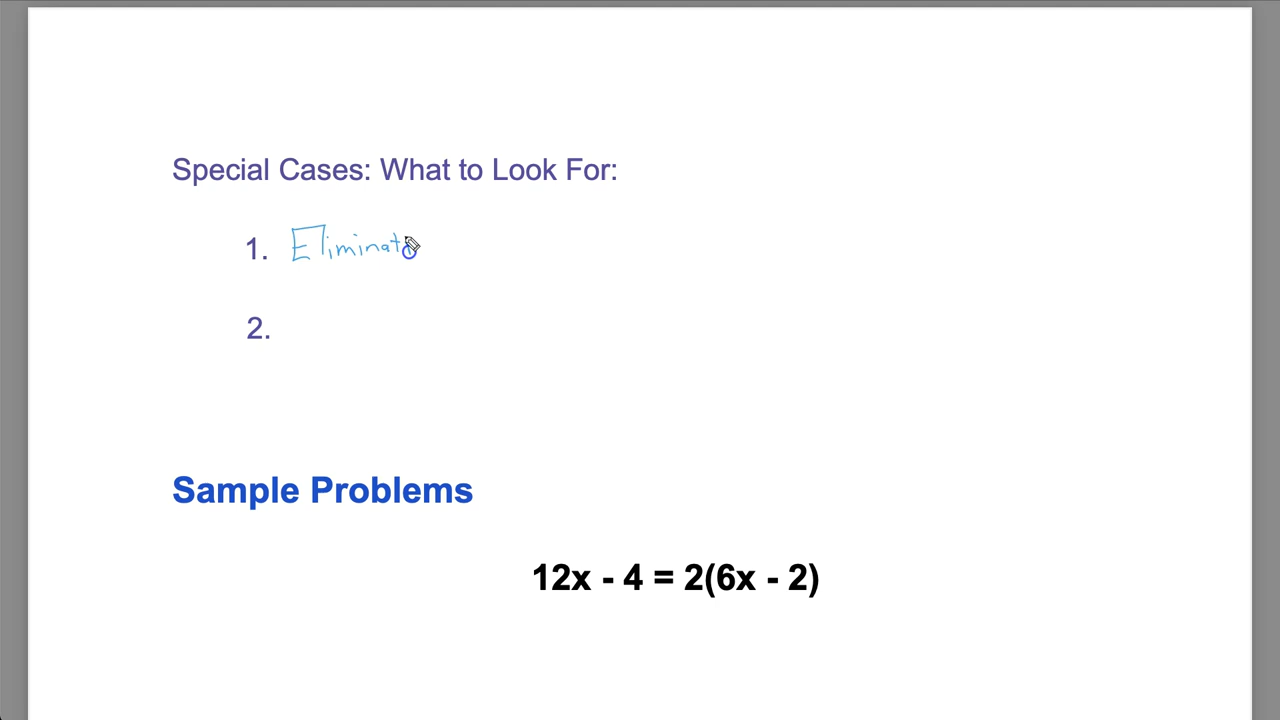 Special Cases: What to Look For:
1. Eliminate
2.
Sample Problems
12x - 4 = 2(6x - 2)